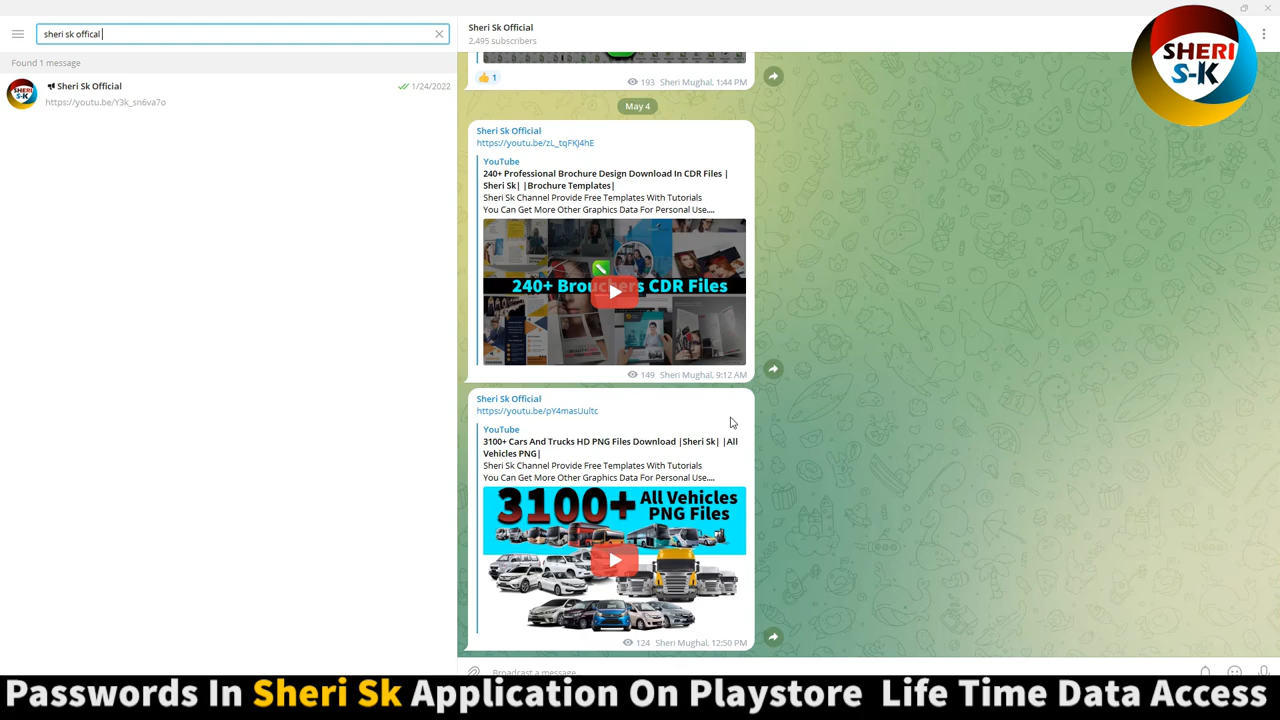 sheri sk offical
Found 1 message
Sheri Sk Official
1/24/2022
https://youtu.be/Y3k_sn6va7o
Sheri Sk Official
2,495 subscribers
SHERI
S-K
1
193 Sheri Mughal, 1:44 PM
May 4
Sheri Sk Official
https://youtu.be/zL_tqFKJ4hE
YouTube
240+ Professional Brochure Design Download In CDR Files |
Sheri Sk| |Brochure Templates|
Sheri Sk Channel Provide Free Templates With Tutorials
You Can Get More Other Graphics Data For Personal Use....
240+ Brouchers CDR Files
149 Sheri Mughal, 9:12 AM
Sheri Sk Official
https://youtu.be/pY4masUultc
YouTube
3100+ Cars And Trucks HD PNG Files Download |Sheri Sk| |All
Vehicles PNG|
Sheri Sk Channel Provide Free Templates With Tutorials
You Can Get More Other Graphics Data For Personal Use....
3100+ All Vehicles
PNG Files
124 Sheri Mughal, 12:50 PM
Broadcast a message...
Passwords In Sheri Sk Application On Playstore Life Time Data Access